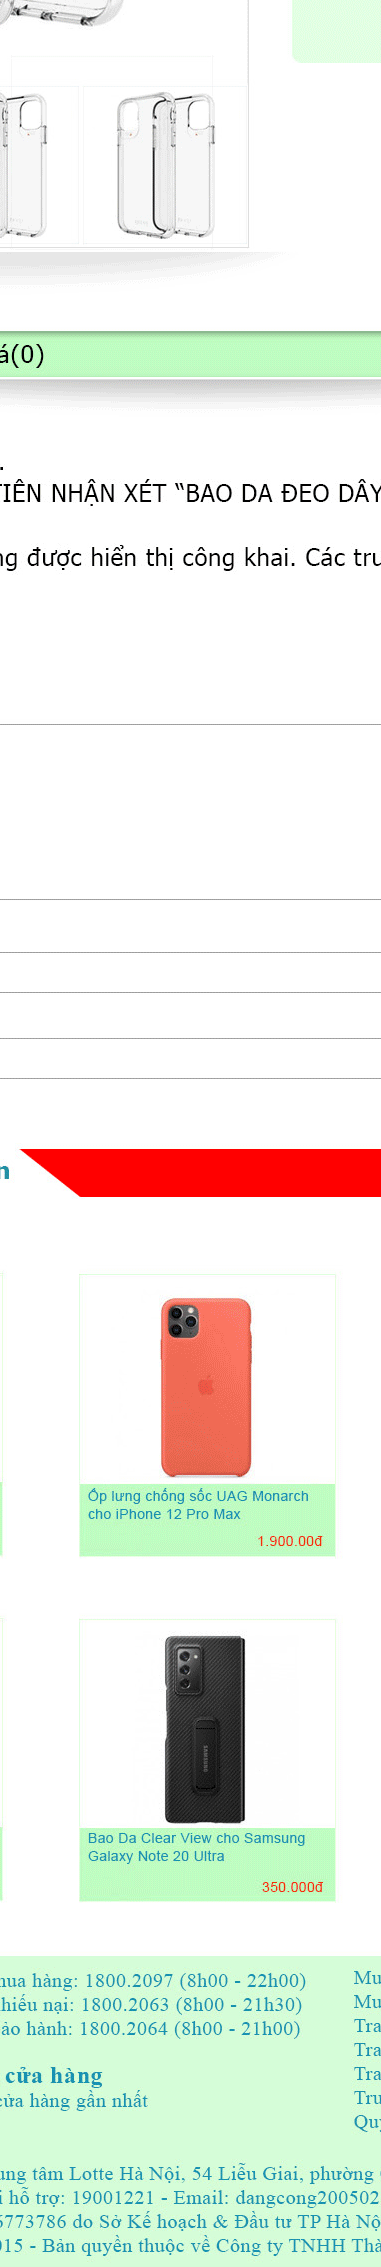 á(0)
.
TIÊN NHẬN XÉT “BAO DA ĐEO DÂY
ng được hiển thị công khai. Các tru
n
Ốp lưng chống sốc UAG Monarch
cho iPhone 12 Pro Max
1.900.00đ
SAMSUNG
Bao Da Clear View cho Samsung
Galaxy Note 20 Ultra
350.000đ
mua hàng: 1800.2097 (8h00 - 22h00)
hiếu nại: 1800.2063 (8h00 - 21h30)
ảo hành: 1800.2064 (8h00 - 21h00)
cửa hàng
cửa hàng gần nhất
Mu
Mu
Tra
Tra
Tra
Tru
Quy
ung tâm Lotte Hà Nội, 54 Liễu Giai, phường
i hỗ trợ: 19001221 - Email: dangcong200502
6773786 do Sở Kế hoạch & Đầu tư TP Hà Nộ
015 - Bản quyền thuộc về Công ty TNHH Thà